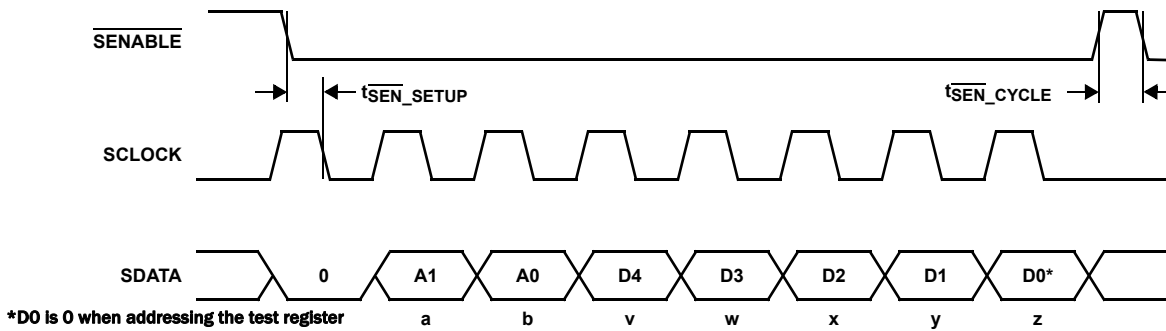 SENABLE
tSEN_SETUP
tSEN_CYCLE
SCLOCK
SDATA
0 A1 A0 D4 D3 D2 D1 D0*
*D0 is 0 when addressing the test register
a b v w x y z